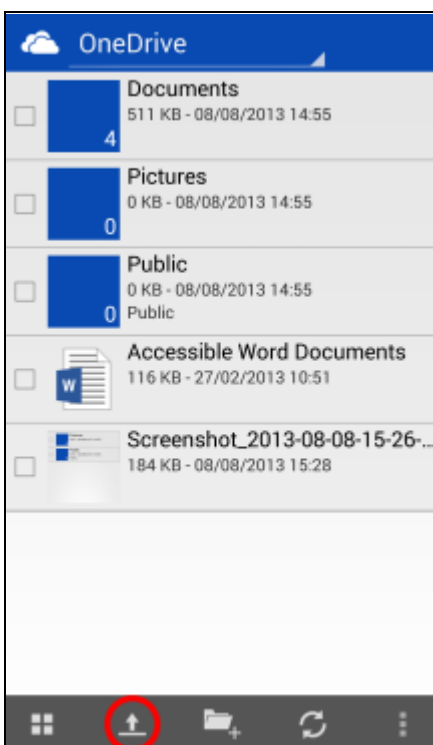 OneDrive
Documents
511 KB - 08/08/2013 14:55
4
Pictures
0 KB - 08/08/2013 14:55
0
Public
0 KB - 08/08/2013 14:55
0 Public
Accessible Word Documents
116 KB - 27/02/2013 10:51
W
Screenshot_2013-08-08-15-26-...
184 KB - 08/08/2013 15:28